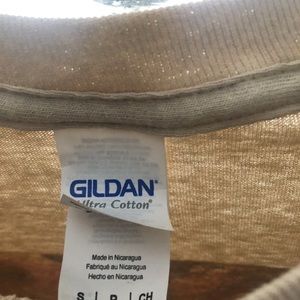 GILDAN®
Ultra Cotton®
Made in Nicaragua
Fabriqué au Nicaragua
Hecho en Nicaragua
S | P | CH